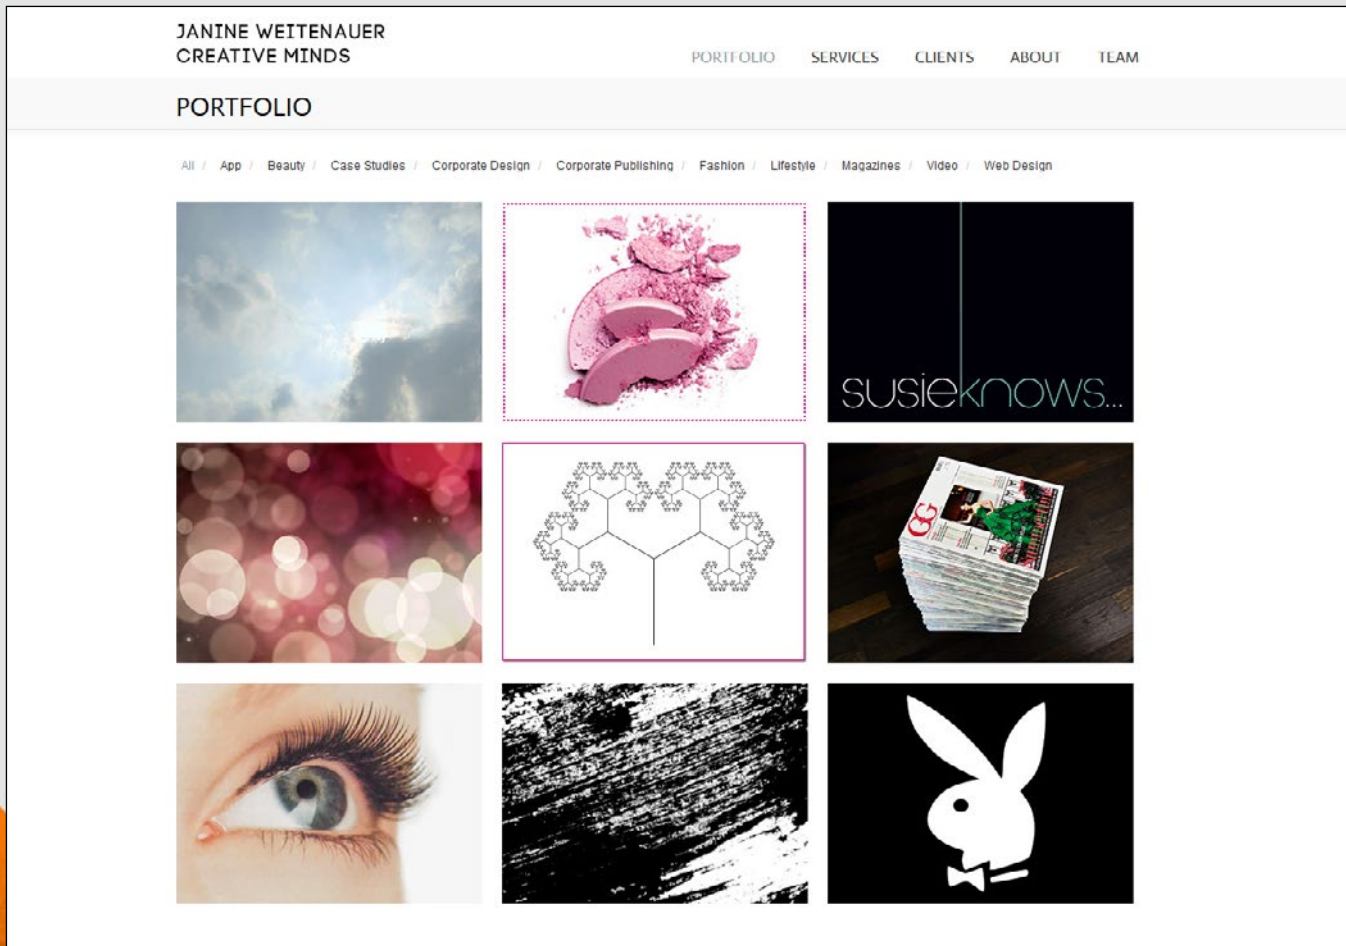 JANINE WEITENAUER
CREATIVE MINDS
PORTFOLIO SERVICES CLIENTS ABOUT TEAM
PORTFOLIO
All / App / Beauty / Case Studies / Corporate Design / Corporate Publishing / Fashion / Lifestyle / Magazines / Video / Web Design
susieknows...
GG